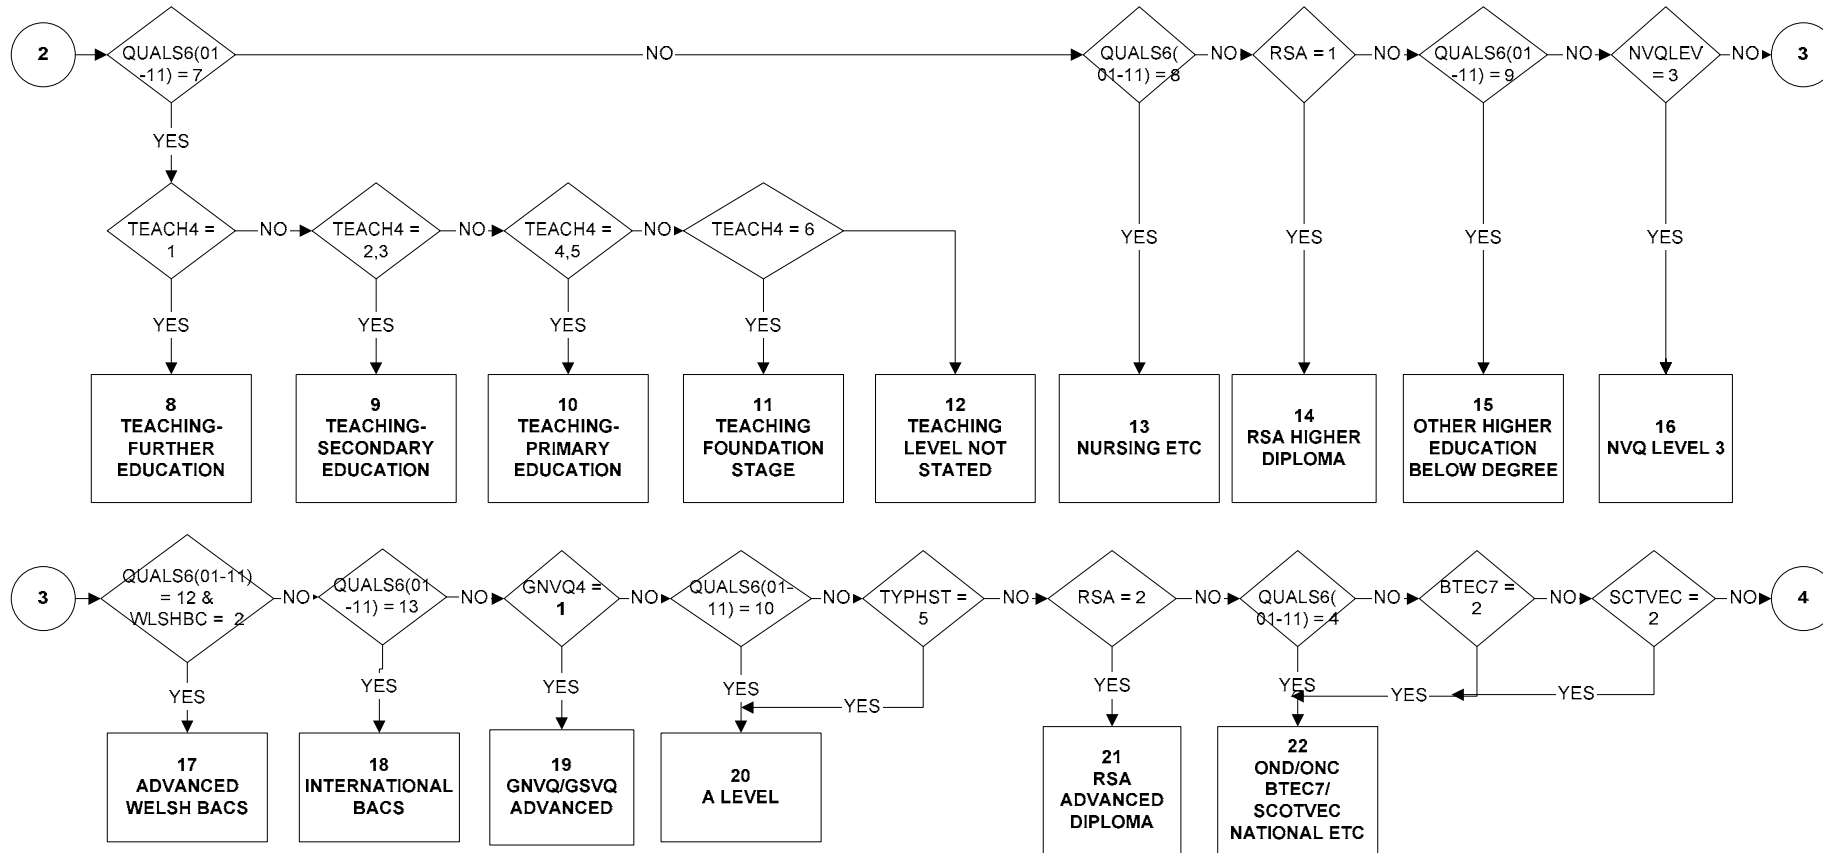 2
QUALS6(01
-11) = 7
NO
QUALS6(
01-11) = 8
NO
RSA = 1
NO
QUALS6(01
-11) = 9
NO
NVQLEV
= 3
NO
3
YES
TEACH4 =
1
NO
TEACH4 =
2,3
NO
TEACH4 =
4,5
NO
TEACH4 = 6
YES
YES
YES
YES
YES
YES
YES
YES
8
TEACHING-
FURTHER
EDUCATION
9
TEACHING-
SECONDARY
EDUCATION
10
TEACHING-
PRIMARY
EDUCATION
11
TEACHING
FOUNDATION
STAGE
12
TEACHING
LEVEL NOT
STATED
13
NURSING ETC
14
RSA HIGHER
DIPLOMA
15
OTHER HIGHER
EDUCATION
BELOW DEGREE
16
NVQ LEVEL 3
3
QUALS6(01-11)
= 12 &
WLSHBC = 2
NO
QUALS6(01
-11) = 13
NO
GNVQ4 =
1
NO
QUALS6(01-
11) = 10
NO
TYPHST =
5
NO
RSA = 2
NO
QUALS6(
01-11) = 4
NO
BTEC7 =
2
NO
SCTVEC =
2
NO
4
YES
YES
YES
YES
YES
YES
YES
YES
YES
17
ADVANCED
WELSH BACS
18
INTERNATIONAL
BACS
19
GNVQ/GSVQ
ADVANCED
20
A LEVEL
21
RSA
ADVANCED
DIPLOMA
22
OND/ONC
BTEC7/
SCOTVEC
NATIONAL ETC